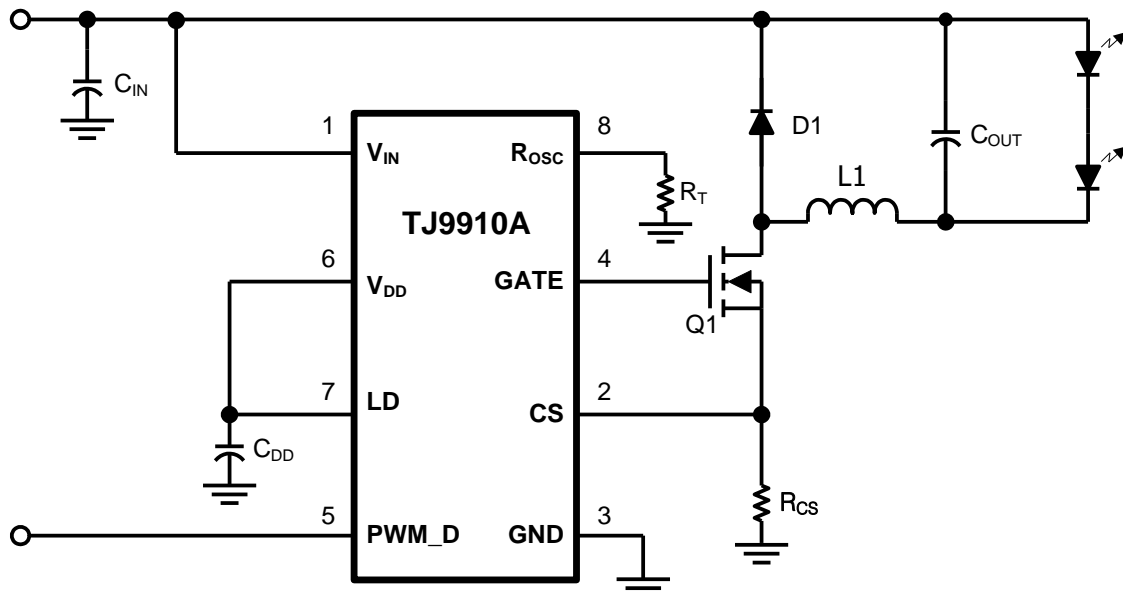 C_IN
1
V_IN
R_OSC
8
D1
C_OUT
R_T
L1
TJ9910A
6
V_DD
GATE
4
Q1
7
LD
CS
2
C_DD
R_CS
5
PWM_D
GND
3